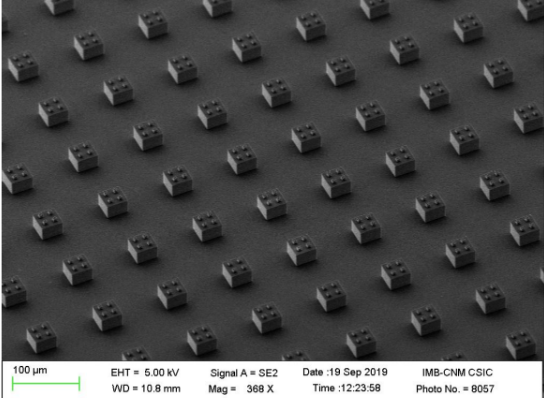 100 µm
EHT = 5.00 kV Signal A = SE2 Date :19 Sep 2019 IMB-CNM CSIC
WD = 10.8 mm Mag = 368 X Time :12:23:58 Photo No. = 8057